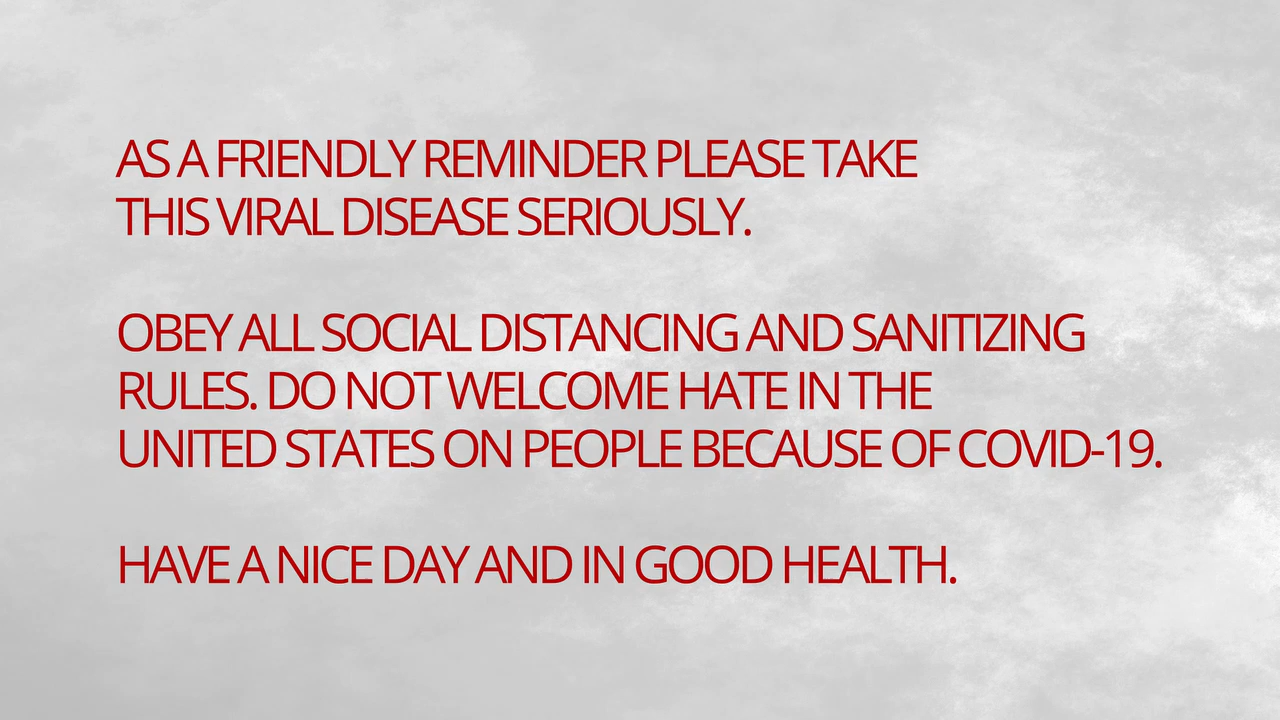 AS A FRIENDLY REMINDER PLEASE TAKE
THIS VIRAL DISEASE SERIOUSLY.
OBEY ALL SOCIAL DISTANCING AND SANITIZING
RULES. DO NOT WELCOME HATE IN THE
UNITED STATES ON PEOPLE BECAUSE OF COVID-19.
HAVE A NICE DAY AND IN GOOD HEALTH.